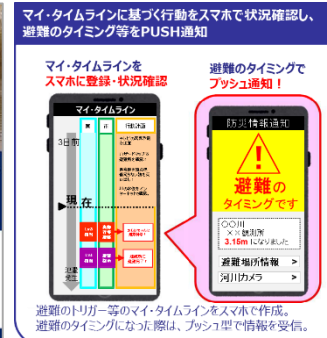 マイ・タイムラインに基づく行動をスマホで状況確認し、
避難のタイミング等をPUSH通知
マイ・タイムラインを
スマホに登録・状況確認
避難のタイミングで
プッシュ通知！
マイ・タイムライン
3日前
現 在
氾濫
発生
防災情報通知
避難の
タイミングです
〇〇川
××観測所
3.15m になりました
避難場所情報 >
河川カメラ >
避難のトリガー等のマイ・タイムラインをスマホで作成。
避難のタイミングになった際は、プッシュ型で情報を受信。